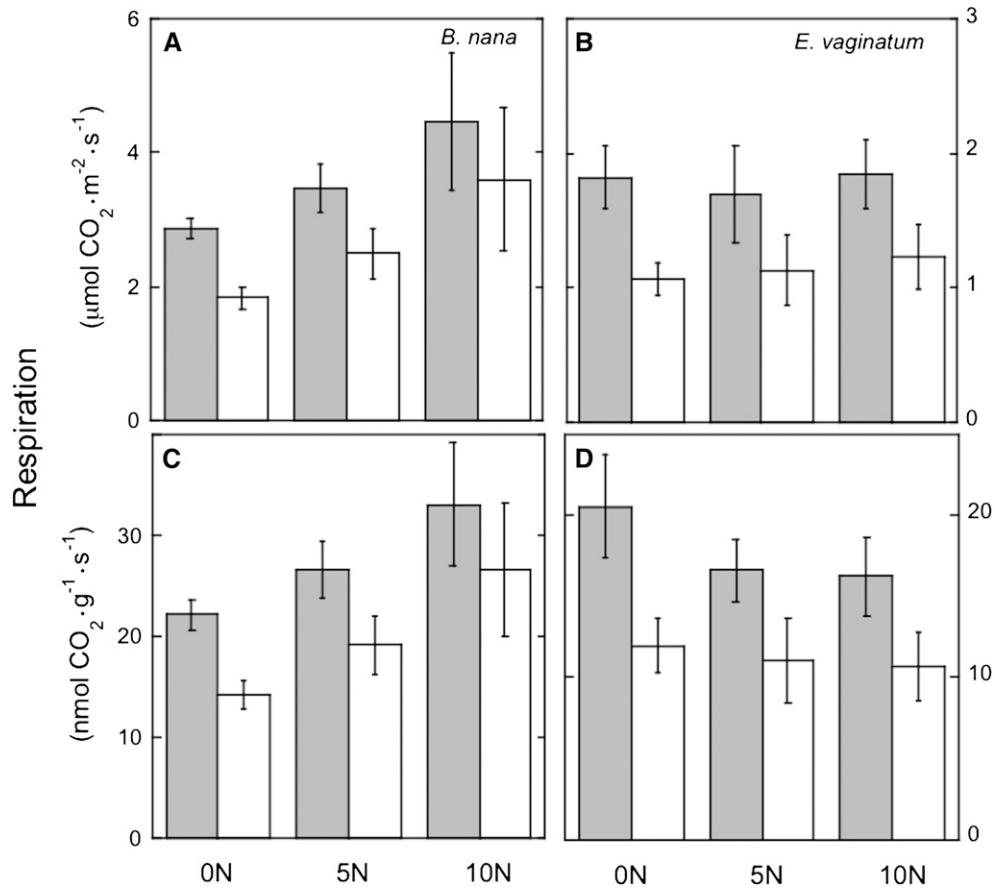 A
B. nana
B
E. vaginatum
6
4
2
0
3
2
1
0
(μmol CO2·m-2·s-1)
Respiration
C
D
30
20
10
0
20
10
0
(nmol CO2·g-1·s-1)
0N
5N
10N
0N
5N
10N